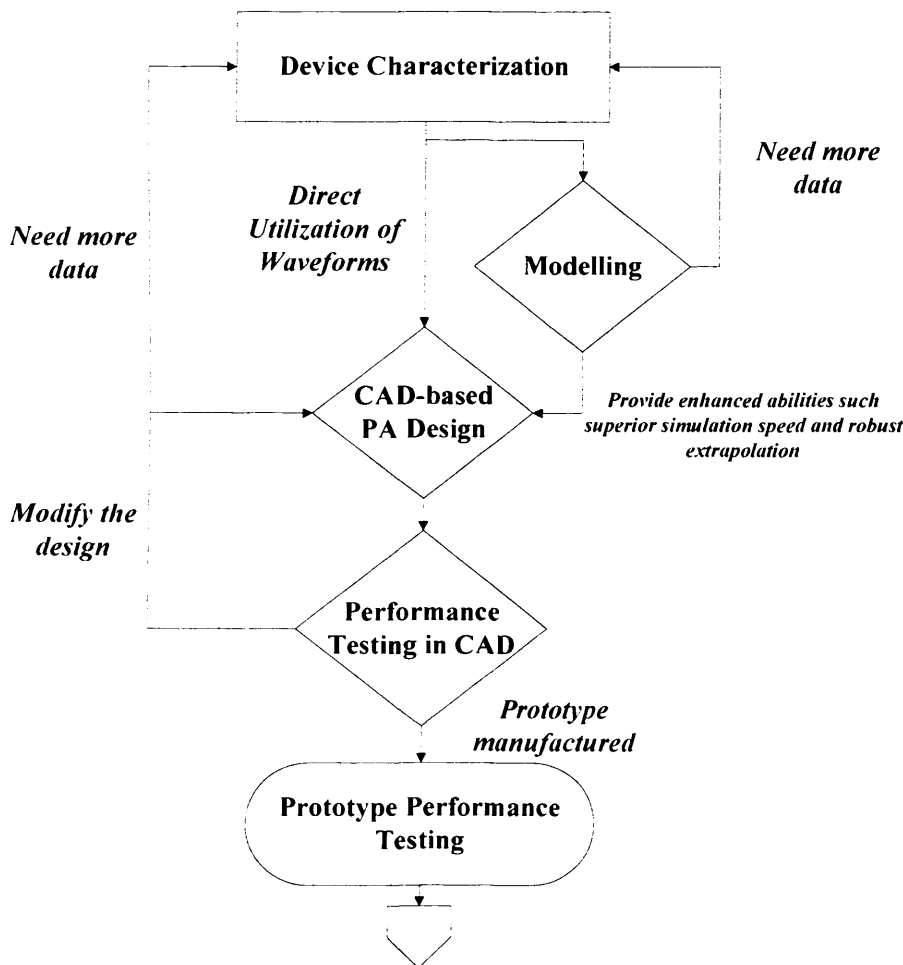 Device Characterization
Need more
data
Direct
Utilization of
Waveforms
Need more
data
Modelling
CAD-based
PA Design
Provide enhanced abilities such
superior simulation speed and robust
extrapolation
Modify the
design
Performance
Testing in CAD
Prototype
manufactured
Prototype Performance
Testing